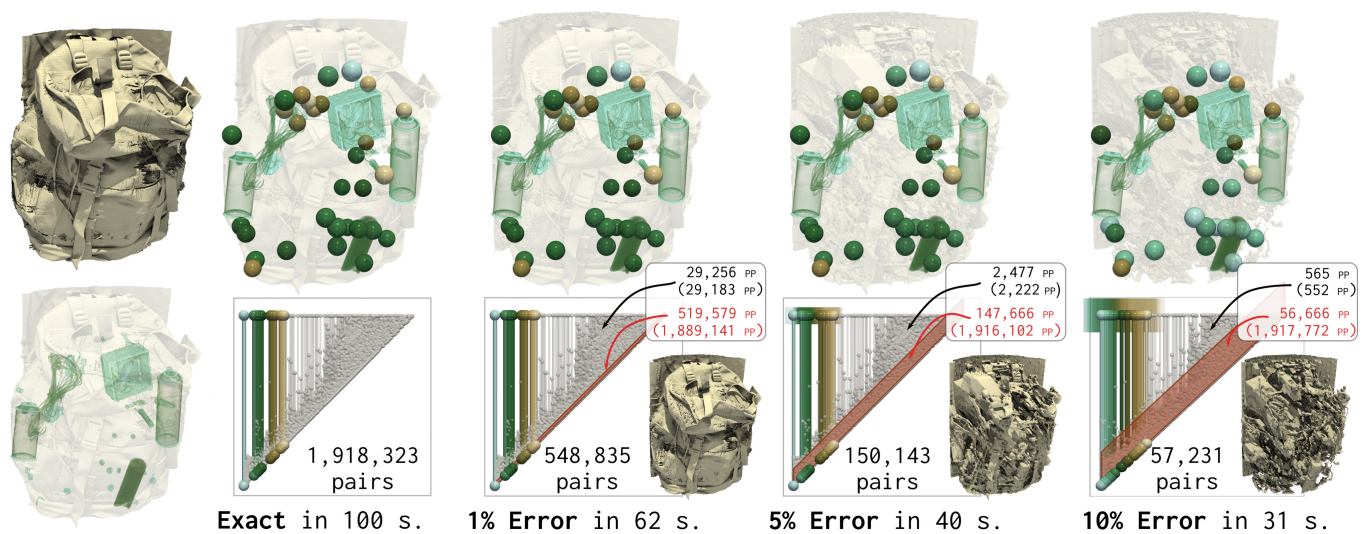 29,256 PP
(29,183 PP)
519,579 PP
(1,889,141 PP)
2,477 PP
(2,222 PP)
147,666 PP
(1,916,102 PP)
565 PP
(552 PP)
56,666 PP
(1,917,772 PP)
1,918,323
pairs
548,835
pairs
150,143
pairs
57,231
pairs
Exact in 100 s.
1% Error in 62 s.
5% Error in 40 s.
10% Error in 31 s.